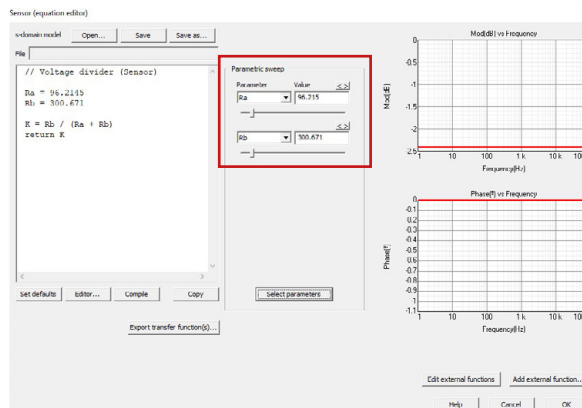 Sensor (equation editor)
s-domain model Open... Save Save as...
File
// Voltage divider (Sensor)
Ra = 96.2145
Rb = 300.671
K = Rb / (Ra + Rb)
return K
Set defaults Editor... Compile Copy
Export transfer function(s)...
Parametric sweep
Parameter Value <>
Ra 96.215
<>
Rb 300.671
Select parameters
Mod(dB) vs Frequency
Mod(dB)
0
-.5
-1
-1.5
-2
-2.5
1 10 100 1 k 10 k
Frequency(Hz)
Phase(º) vs Frequency
Phase(º)
0
-0.1
-0.2
-0.3
-0.4
-0.5
-0.6
-0.7
-0.8
-0.9
-1
-1.1
1 10 100 1 k 10 k
Frequency(Hz)
Edit external functions Add external function...
Help Cancel OK